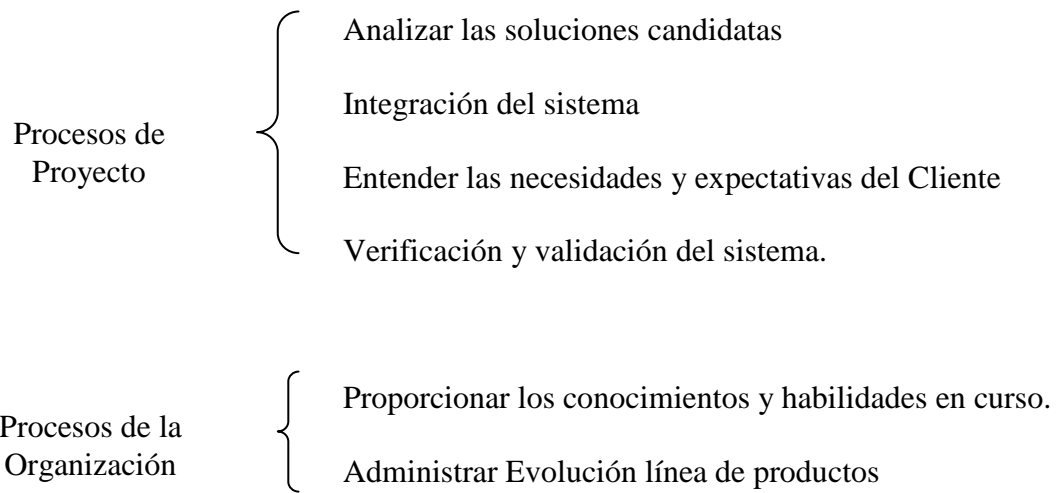 Procesos de
Proyecto
Analizar las soluciones candidatas
Integración del sistema
Entender las necesidades y expectativas del Cliente
Verificación y validación del sistema.
Procesos de la
Organización
Proporcionar los conocimientos y habilidades en curso.
Administrar Evolución línea de productos